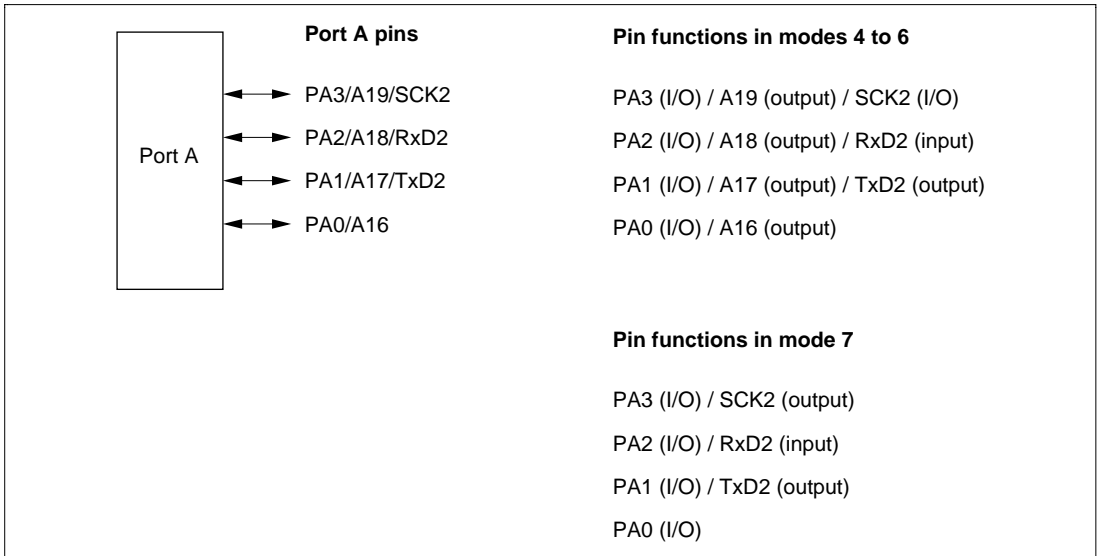 Port A
Port A pins
PA3/A19/SCK2
PA2/A18/RxD2
PA1/A17/TxD2
PA0/A16
Pin functions in modes 4 to 6
PA3 (I/O) / A19 (output) / SCK2 (I/O)
PA2 (I/O) / A18 (output) / RxD2 (input)
PA1 (I/O) / A17 (output) / TxD2 (output)
PA0 (I/O) / A16 (output)
Pin functions in mode 7
PA3 (I/O) / SCK2 (output)
PA2 (I/O) / RxD2 (input)
PA1 (I/O) / TxD2 (output)
PA0 (I/O)